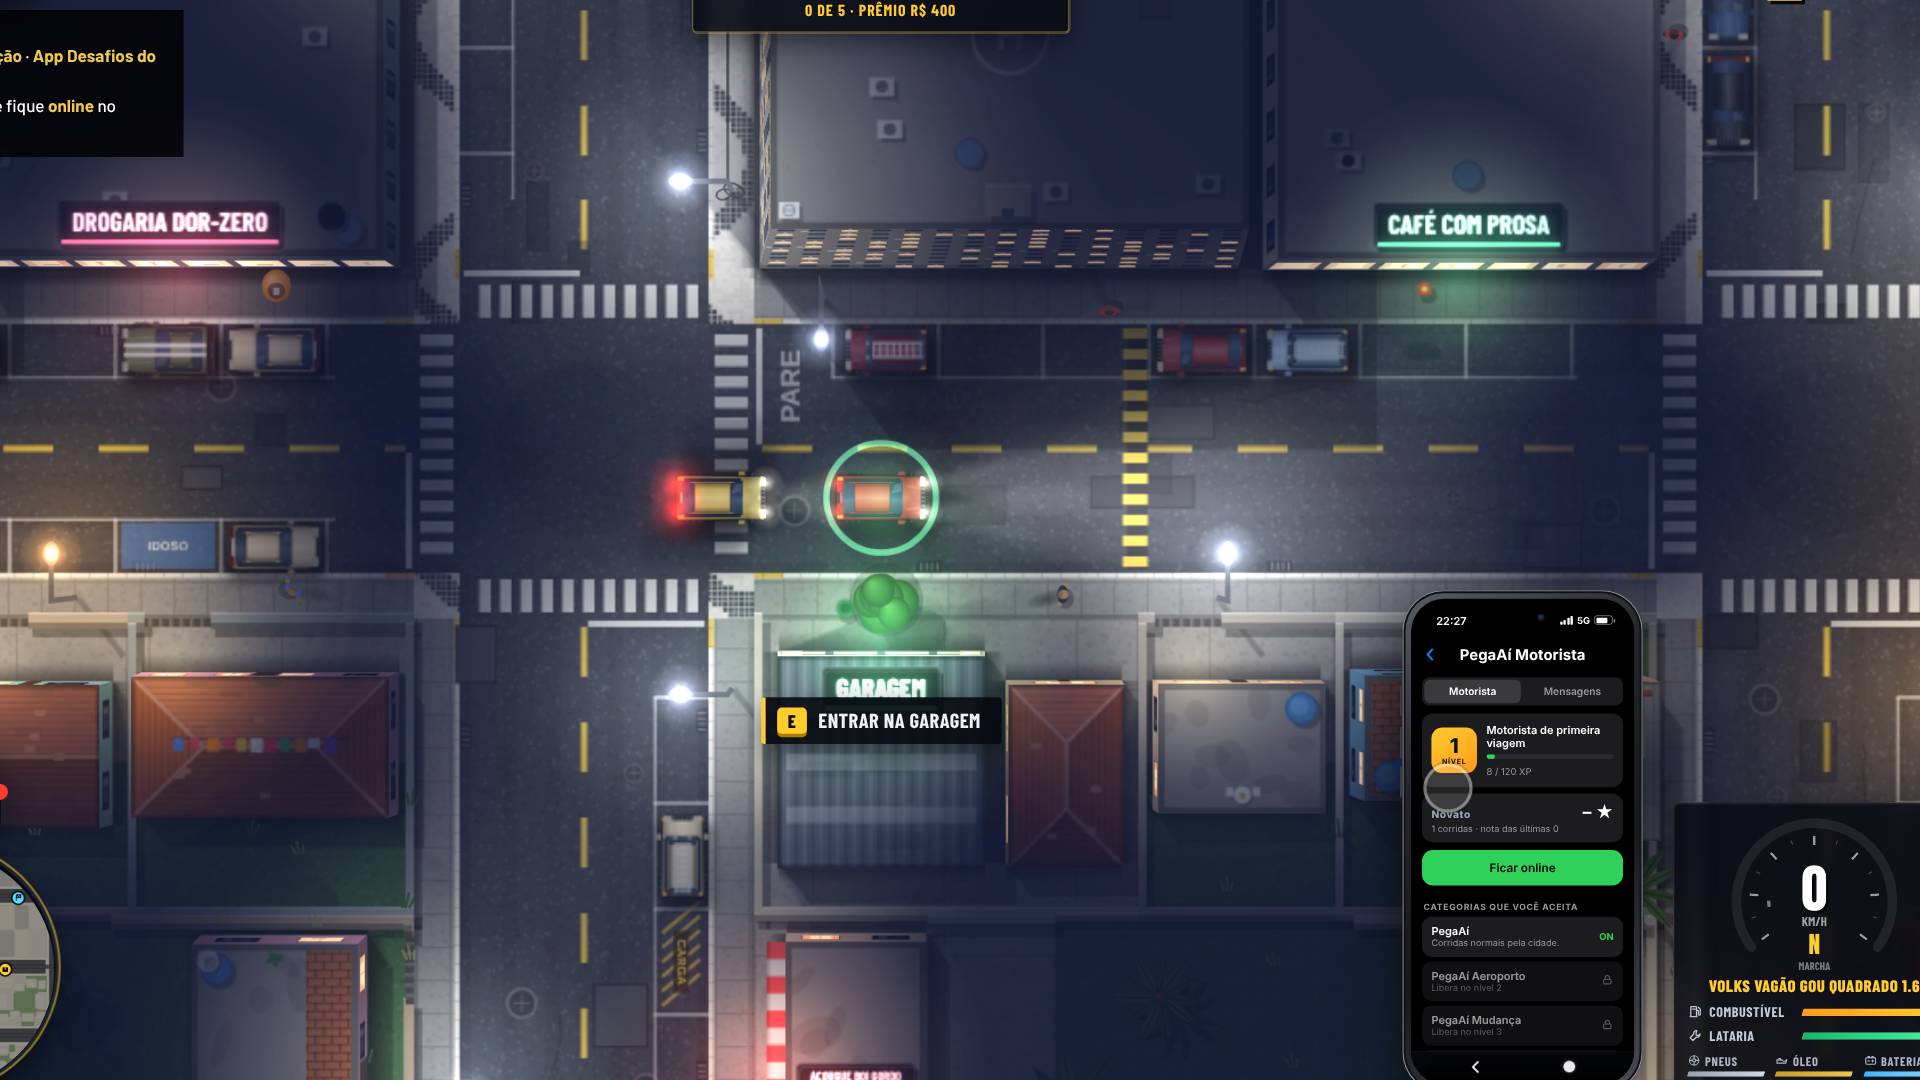 0 DE 5 · PRÊMIO R$ 400
ção · App Desafios do
e fique online no
DROGARIA DOR-ZERO
CAFÉ COM PROSA
PARE
IDOSO
GARAGEM
E ENTRAR NA GARAGEM
CARGA
22:27
5G
PegaAí Motorista
Motorista
Mensagens
1
NÍVEL
Motorista de primeira
viagem
8 / 120 XP
Novato
1 corridas · nota das últimas 0
Ficar online
CATEGORIAS QUE VOCÊ ACEITA
PegaAí
Corridas normais pela cidade.
ON
PegaAí Aeroporto
Libera no nível 2
PegaAí Mudança
Libera no nível 3
0
KM/H
N
MARCHA
VOLKS VAGÃO GOU QUADRADO 1.6
COMBUSTÍVEL
LATARIA
PNEUS
ÓLEO
BATERIA